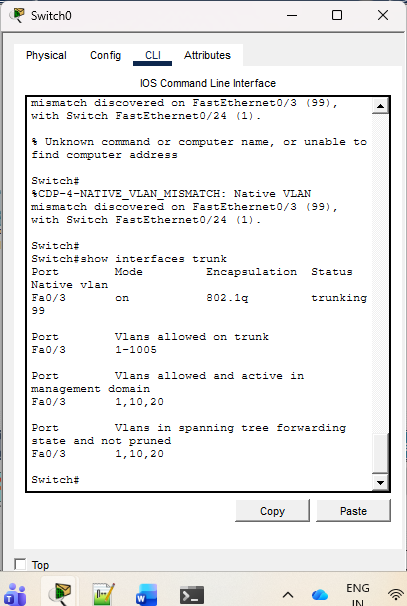 Switch0
Physical Config CLI Attributes
IOS Command Line Interface
mismatch discovered on FastEthernet0/3 (99),
with Switch FastEthernet0/24 (1).
% Unknown command or computer name, or unable to
find computer address
Switch#
%CDP-4-NATIVE_VLAN_MISMATCH: Native VLAN
mismatch discovered on FastEthernet0/3 (99),
with Switch FastEthernet0/24 (1).
Switch#
Switch#show interfaces trunk
Port Mode Encapsulation Status
Native vlan
Fa0/3 on 802.1q trunking
99
Port Vlans allowed on trunk
Fa0/3 1-1005
Port Vlans allowed and active in
management domain
Fa0/3 1,10,20
Port Vlans in spanning tree forwarding
state and not pruned
Fa0/3 1,10,20
Switch#
Copy Paste
Top
ENG
IN